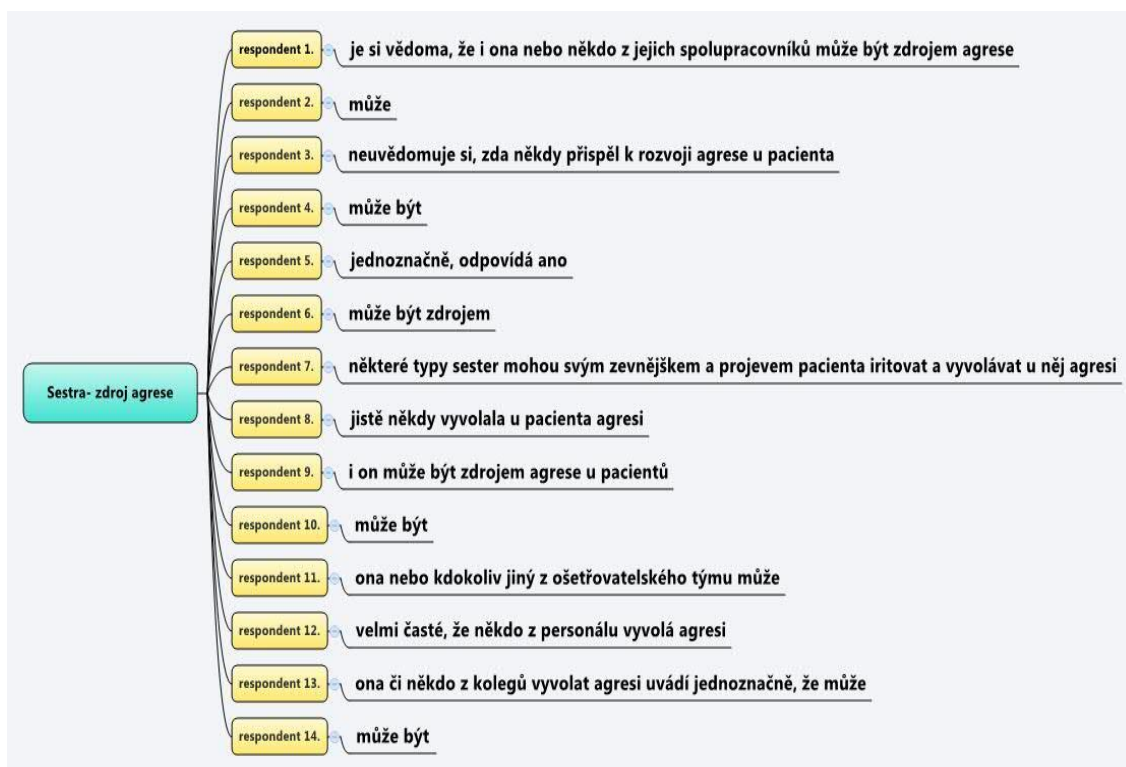 Sestra- zdroj agrese
respondent 1. je si vědoma, že i ona nebo někdo z jejich spolupracovníků může být zdrojem agrese
respondent 2. může
respondent 3. neuvědomuje si, zda někdy přispěl k rozvoji agrese u pacienta
respondent 4. může být
respondent 5. jednoznačně, odpovídá ano
respondent 6. může být zdrojem
respondent 7. některé typy sester mohou svým zevnějškem a projevem pacienta iritovat a vyvolávat u něj agresi
respondent 8. jistě někdy vyvolala u pacienta agresi
respondent 9. i on může být zdrojem agrese u pacientů
respondent 10. může být
respondent 11. ona nebo kdokoliv jiný z ošetřovatelského týmu může
respondent 12. velmi časté, že někdo z personálu vyvolá agresi
respondent 13. ona či někdo z kolegů vyvolat agresi uvádí jednoznačně, že může
respondent 14. může být